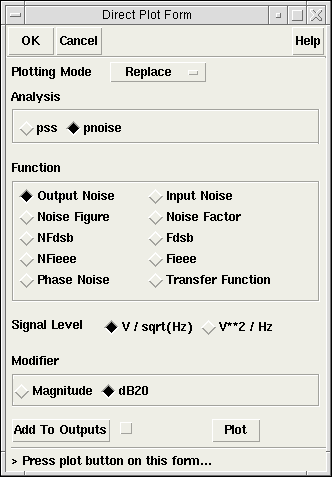 Direct Plot Form
OK Cancel Help
Plotting Mode Replace
Analysis
pss pnoise
Function
Output Noise Input Noise
Noise Figure Noise Factor
NFdsb Fdsb
NFieee Fieee
Phase Noise Transfer Function
Signal Level V / sqrt(Hz) V**2 / Hz
Modifier
Magnitude dB20
Add To Outputs Plot
> Press plot button on this form...